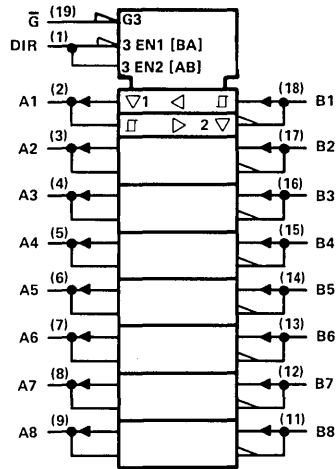 G̅ (19) G3
DIR (1) 3 EN1 [BA]
3 EN2 [AB]
A1 (2) ▽1 ◁ ⎎ (18) B1
⎎ ▷ 2▽
A2 (3) (17) B2
A3 (4) (16) B3
A4 (5) (15) B4
A5 (6) (14) B5
A6 (7) (13) B6
A7 (8) (12) B7
A8 (9) (11) B8